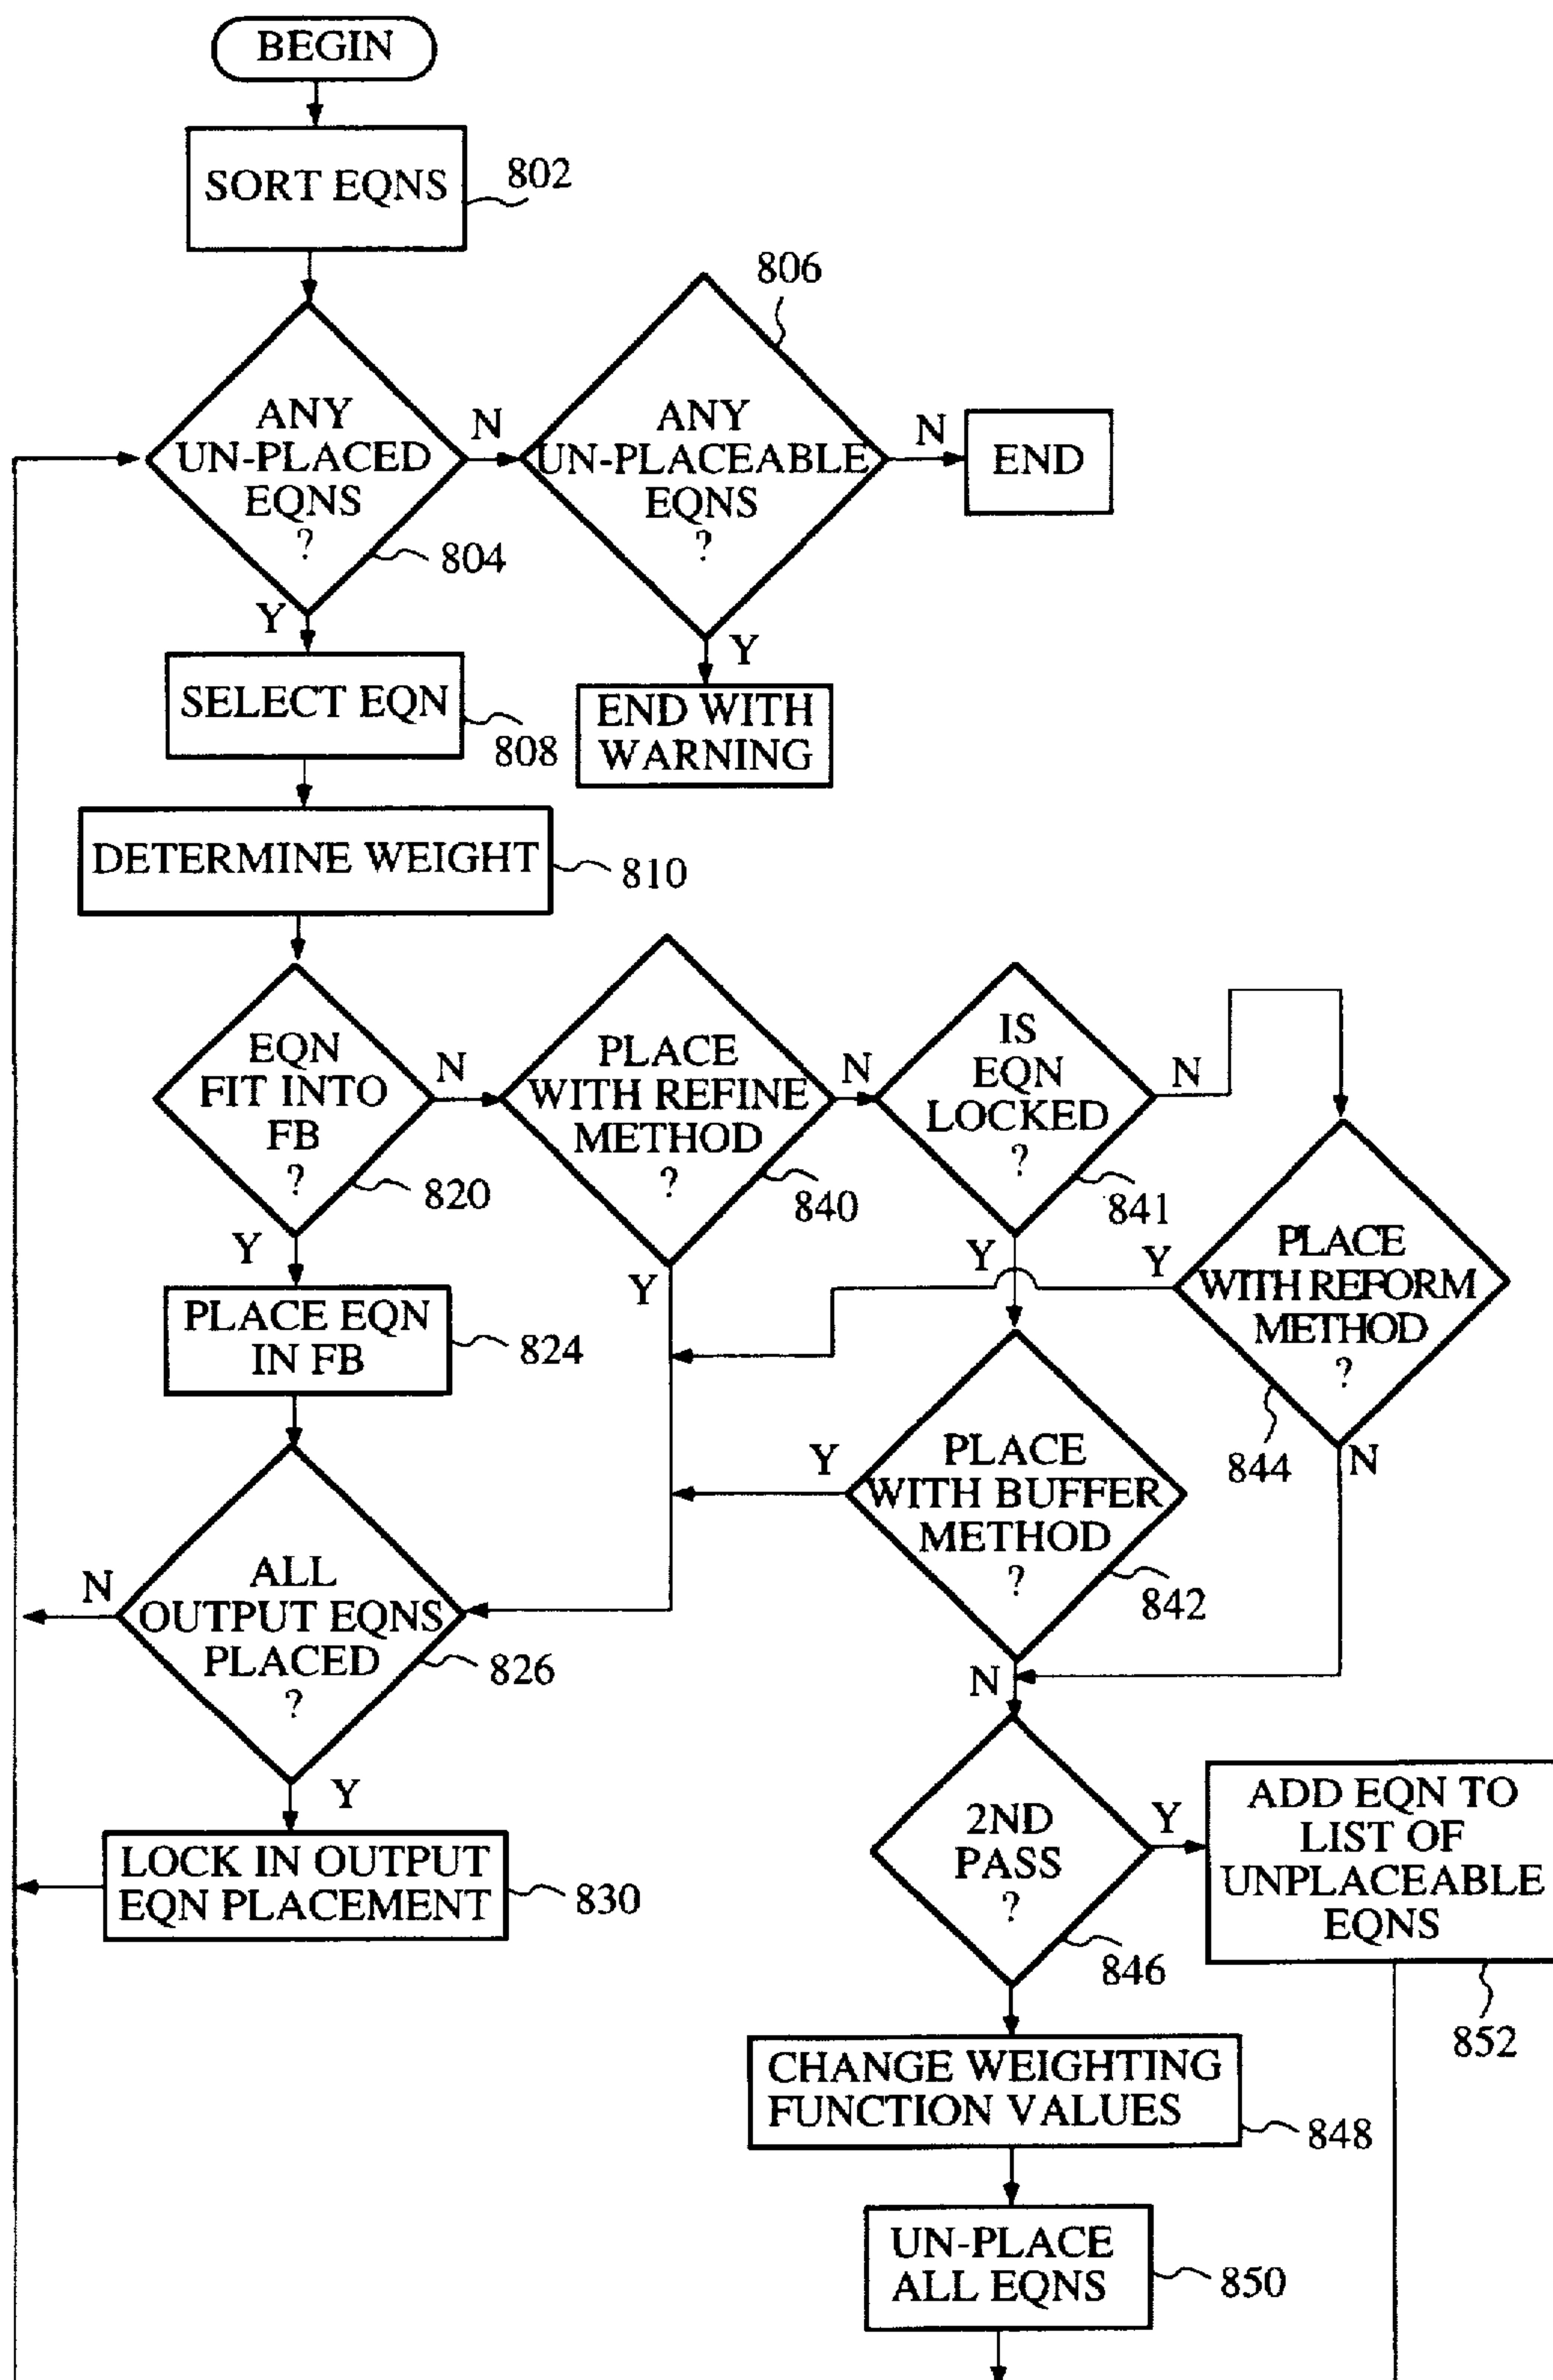 BEGIN
SORT EQNS
802
806
ANY
UN-PLACED
EQNS
?
804
N
ANY
UN-PLACEABLE
EQNS
?
N
END
Y
Y
SELECT EQN
808
END WITH
WARNING
DETERMINE WEIGHT
810
EQN
FIT INTO
FB
?
820
N
PLACE
WITH REFINE
METHOD
?
840
N
IS
EQN
LOCKED
?
841
N
Y
Y
Y
Y
PLACE
WITH REFORM
METHOD
?
844
N
PLACE EQN
IN FB
824
Y
PLACE
WITH BUFFER
METHOD
?
842
N
N
ALL
OUTPUT EQNS
PLACED
?
826
Y
LOCK IN OUTPUT
EQN PLACEMENT
830
2ND
PASS
?
846
Y
ADD EQN TO
LIST OF
UNPLACEABLE
EQNS
852
CHANGE WEIGHTING
FUNCTION VALUES
848
UN-PLACE
ALL EQNS
850